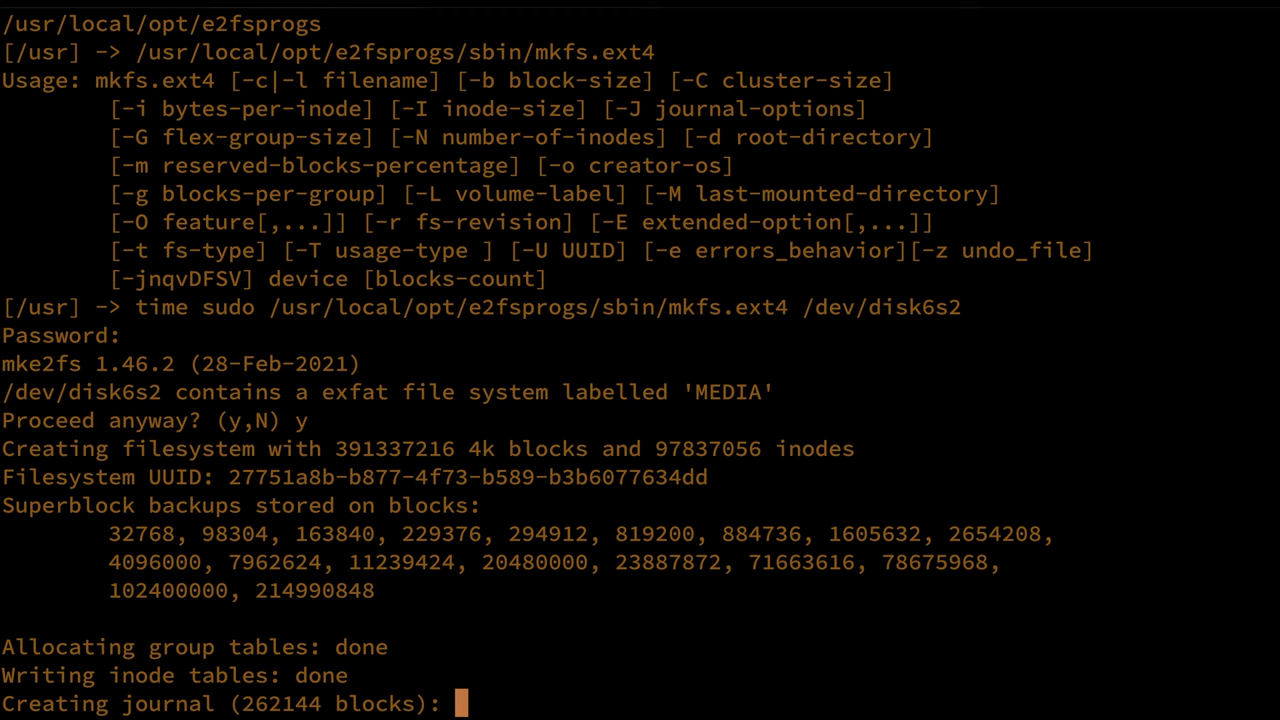 /usr/local/opt/e2fsprogs
[/usr] -> /usr/local/opt/e2fsprogs/sbin/mkfs.ext4
Usage: mkfs.ext4 [-c|-l filename] [-b block-size] [-C cluster-size]
[-i bytes-per-inode] [-I inode-size] [-J journal-options]
[-G flex-group-size] [-N number-of-inodes] [-d root-directory]
[-m reserved-blocks-percentage] [-o creator-os]
[-g blocks-per-group] [-L volume-label] [-M last-mounted-directory]
[-O feature[,...]] [-r fs-revision] [-E extended-option[,...]]
[-t fs-type] [-T usage-type ] [-U UUID] [-e errors_behavior][-z undo_file]
[-jnqvDFSV] device [blocks-count]
[/usr] -> time sudo /usr/local/opt/e2fsprogs/sbin/mkfs.ext4 /dev/disk6s2
Password:
mke2fs 1.46.2 (28-Feb-2021)
/dev/disk6s2 contains a exfat file system labelled 'MEDIA'
Proceed anyway? (y,N) y
Creating filesystem with 391337216 4k blocks and 97837056 inodes
Filesystem UUID: 27751a8b-b877-4f73-b589-b3b6077634dd
Superblock backups stored on blocks:
32768, 98304, 163840, 229376, 294912, 819200, 884736, 1605632, 2654208,
4096000, 7962624, 11239424, 20480000, 23887872, 71663616, 78675968,
102400000, 214990848
Allocating group tables: done
Writing inode tables: done
Creating journal (262144 blocks):